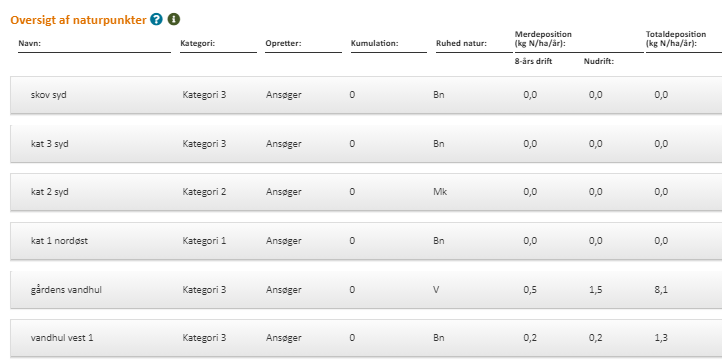 Oversigt af naturpunkter ? i
Navn: Kategori: Opretter: Kumulation: Ruhed natur: Merdeposition (kg N/ha/år): Totaldeposition (kg N/ha/år):
8-års drift Nudrift:
skov syd Kategori 3 Ansøger 0 Bn 0,0 0,0 0,0
kat 3 syd Kategori 3 Ansøger 0 Bn 0,0 0,0 0,0
kat 2 syd Kategori 2 Ansøger 0 Mk 0,0 0,0 0,0
kat 1 nordøst Kategori 1 Ansøger 0 Bn 0,0 0,0 0,0
gårdens vandhul Kategori 3 Ansøger 0 V 0,5 1,5 8,1
vandhul vest 1 Kategori 3 Ansøger 0 Bn 0,2 0,2 1,3